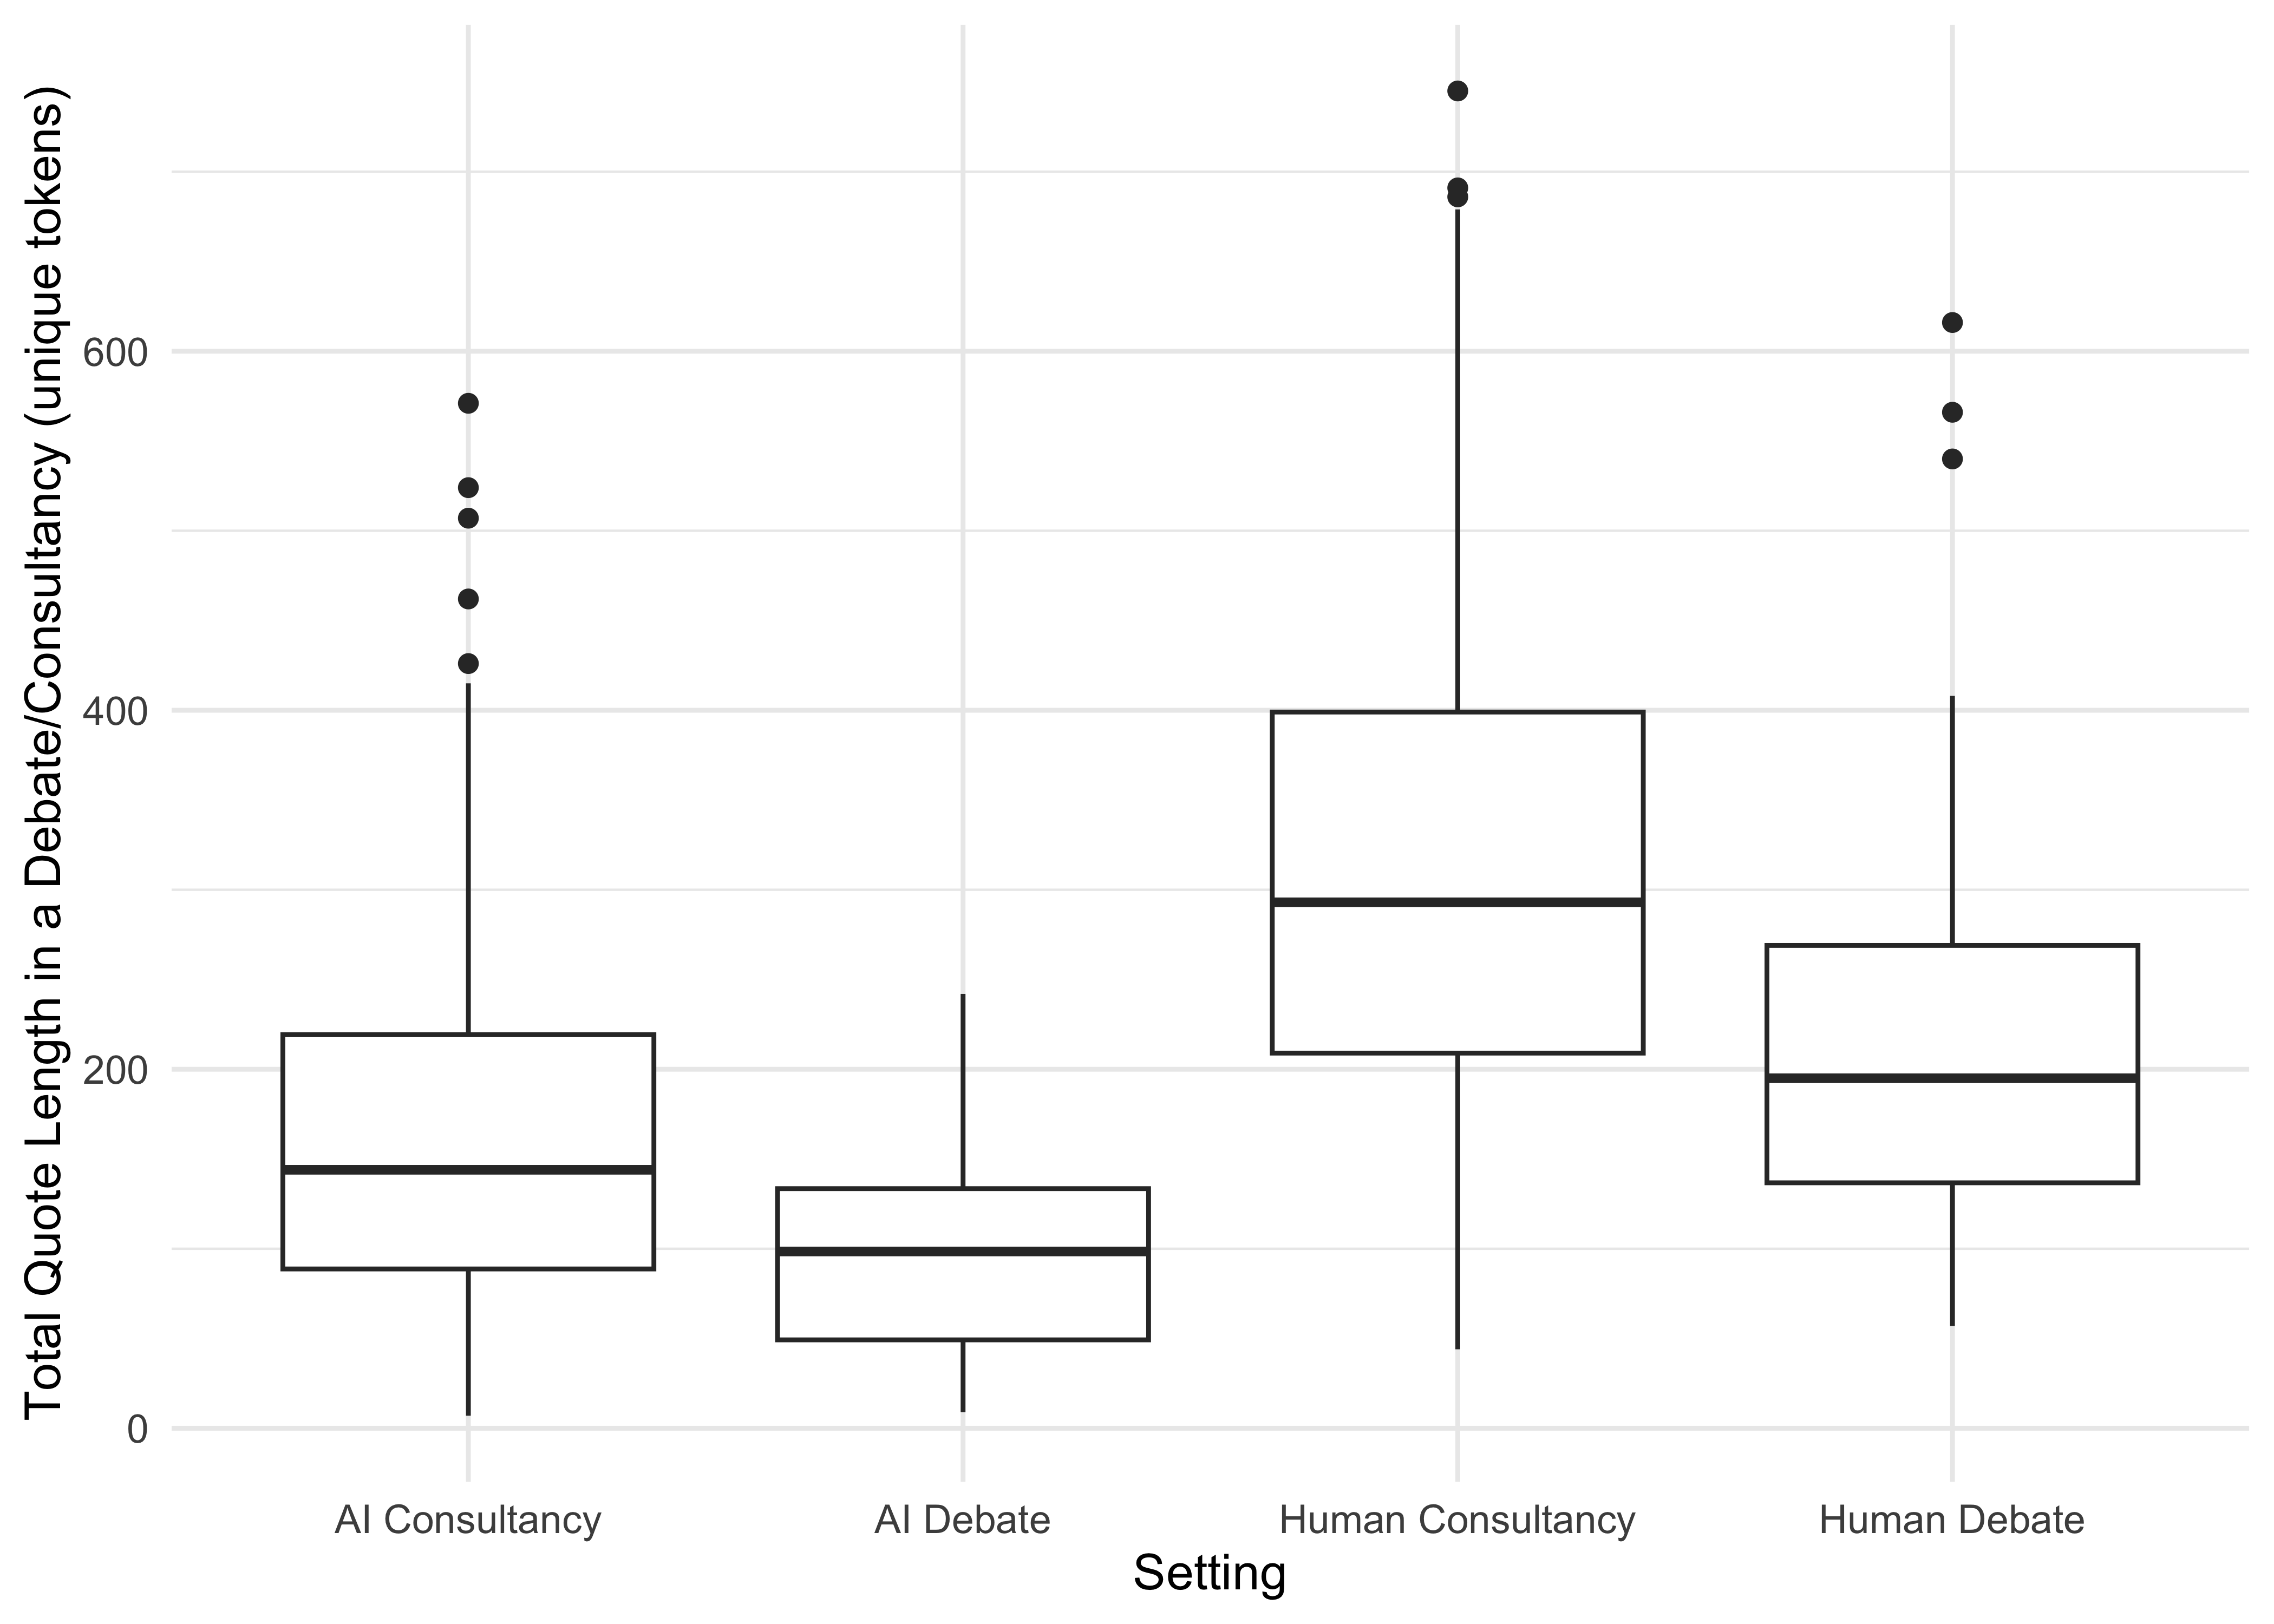 Total Quote Length in a Debate/Consultancy (unique tokens)
600
400
200
0
AI Consultancy
AI Debate
Human Consultancy
Human Debate
Setting